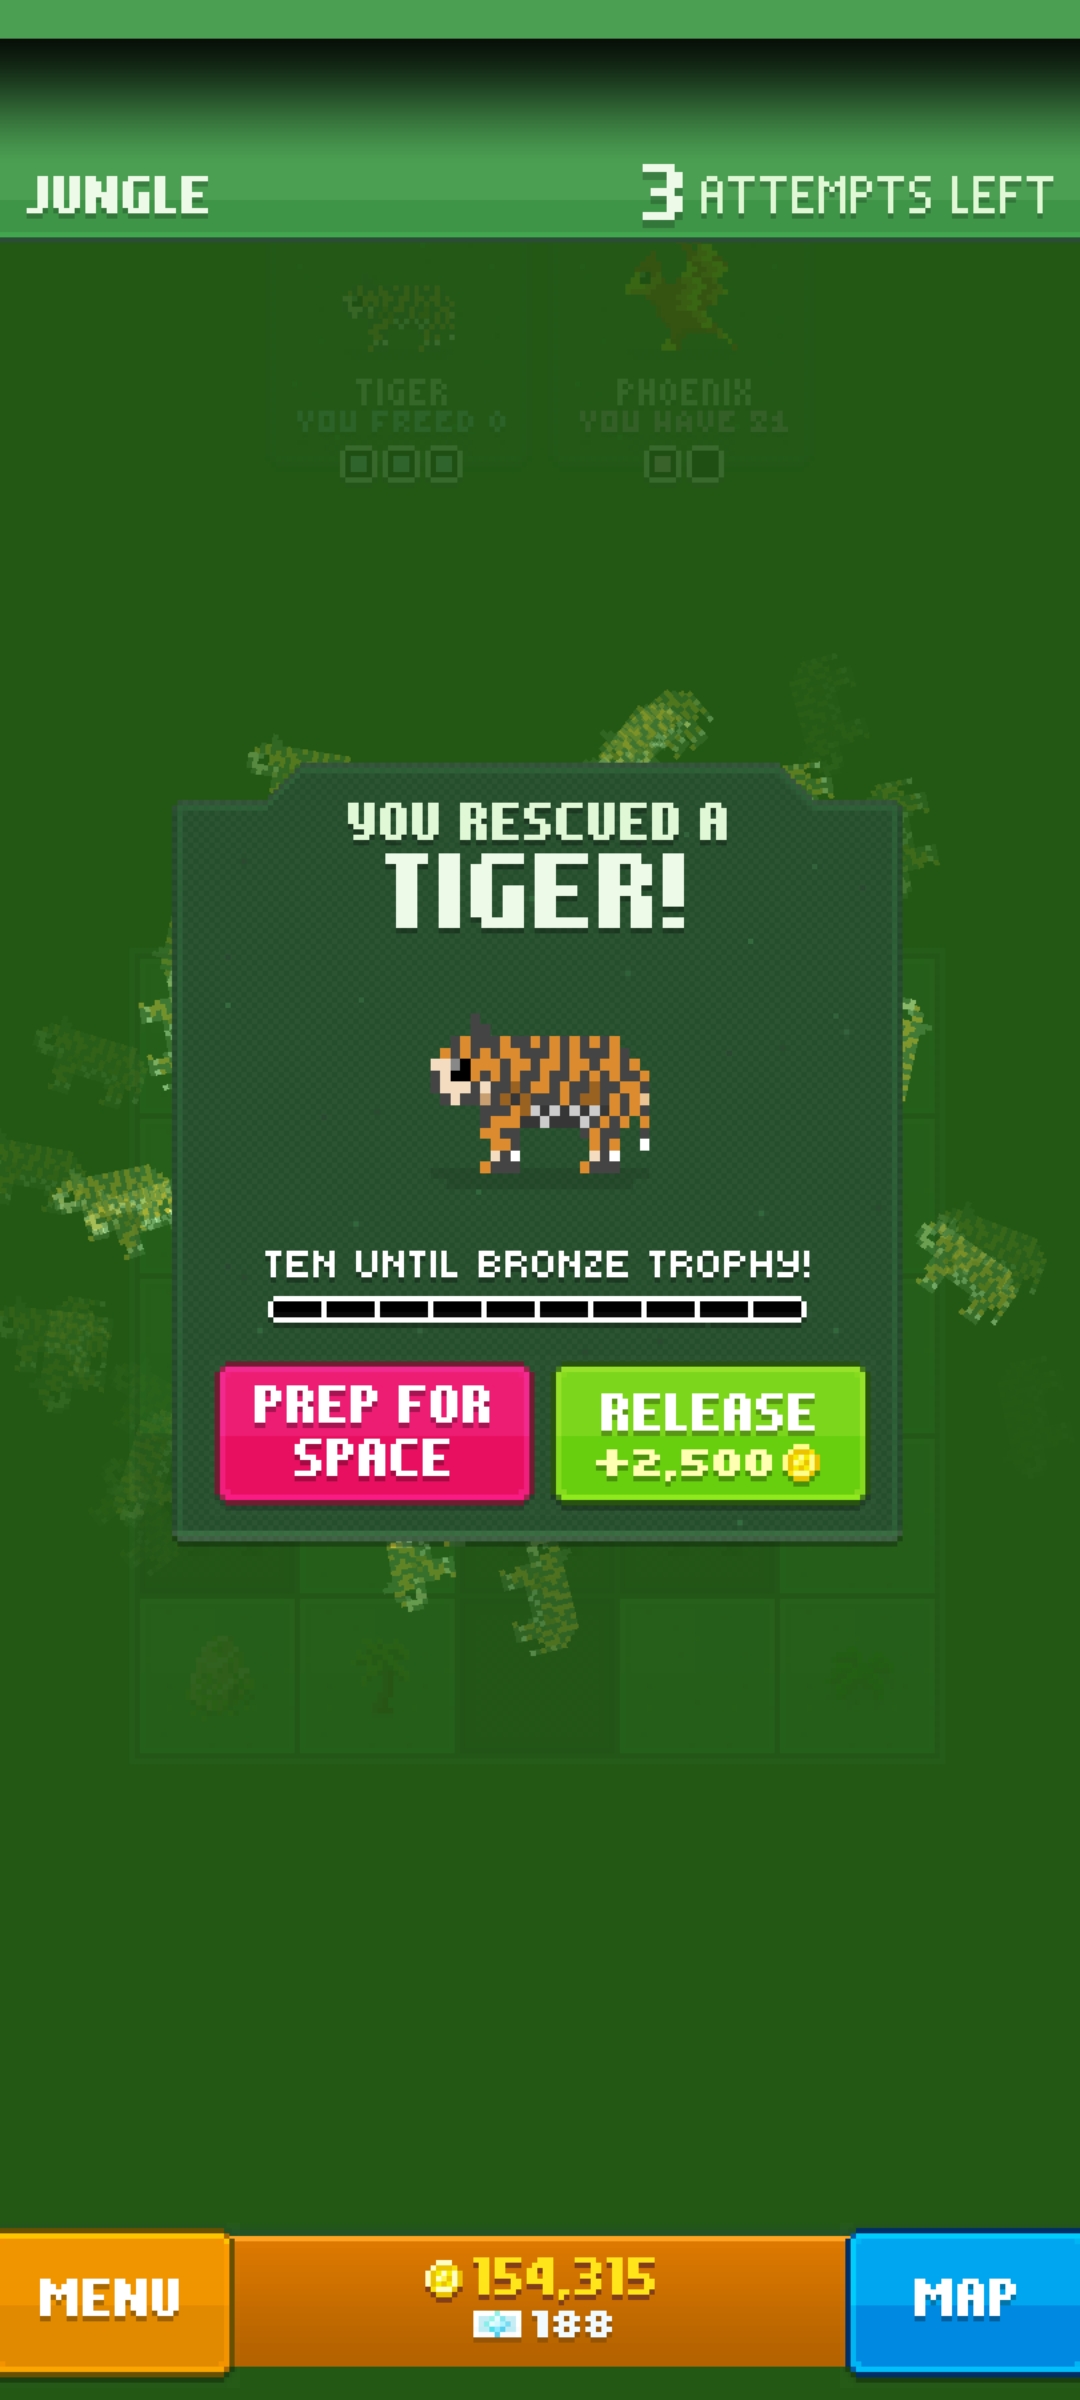 JUNGLE
3 ATTEMPTS LEFT
TIGER
YOU FREED 0
PHOENIX
YOU HAVE 21
YOU RESCUED A
TIGER!
TEN UNTIL BRONZE TROPHY!
PREP FOR
SPACE
RELEASE
+2,500
MENU
154,315
188
MAP